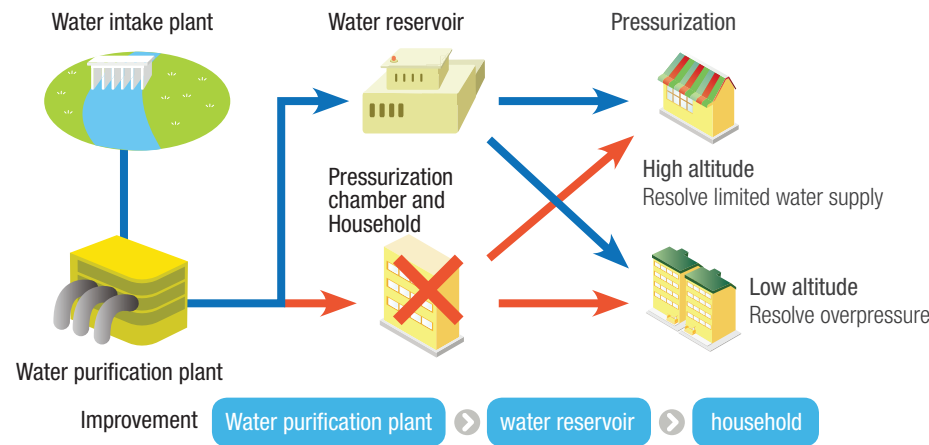 Water intake plant
Water reservoir
Pressurization
Pressurization
chamber and
Household
High altitude
Resolve limited water supply
Low altitude
Resolve overpressure
Water purification plant
Improvement
Water purification plant
water reservoir
household